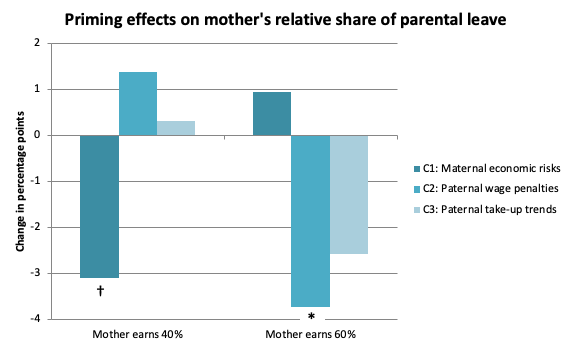 Priming effects on mother's relative share of parental leave
2
1
0
-1
-2
-3
-4
Change in percentage points
†
*
Mother earns 40%
Mother earns 60%
C1: Maternal economic risks
C2: Paternal wage penalties
C3: Paternal take-up trends